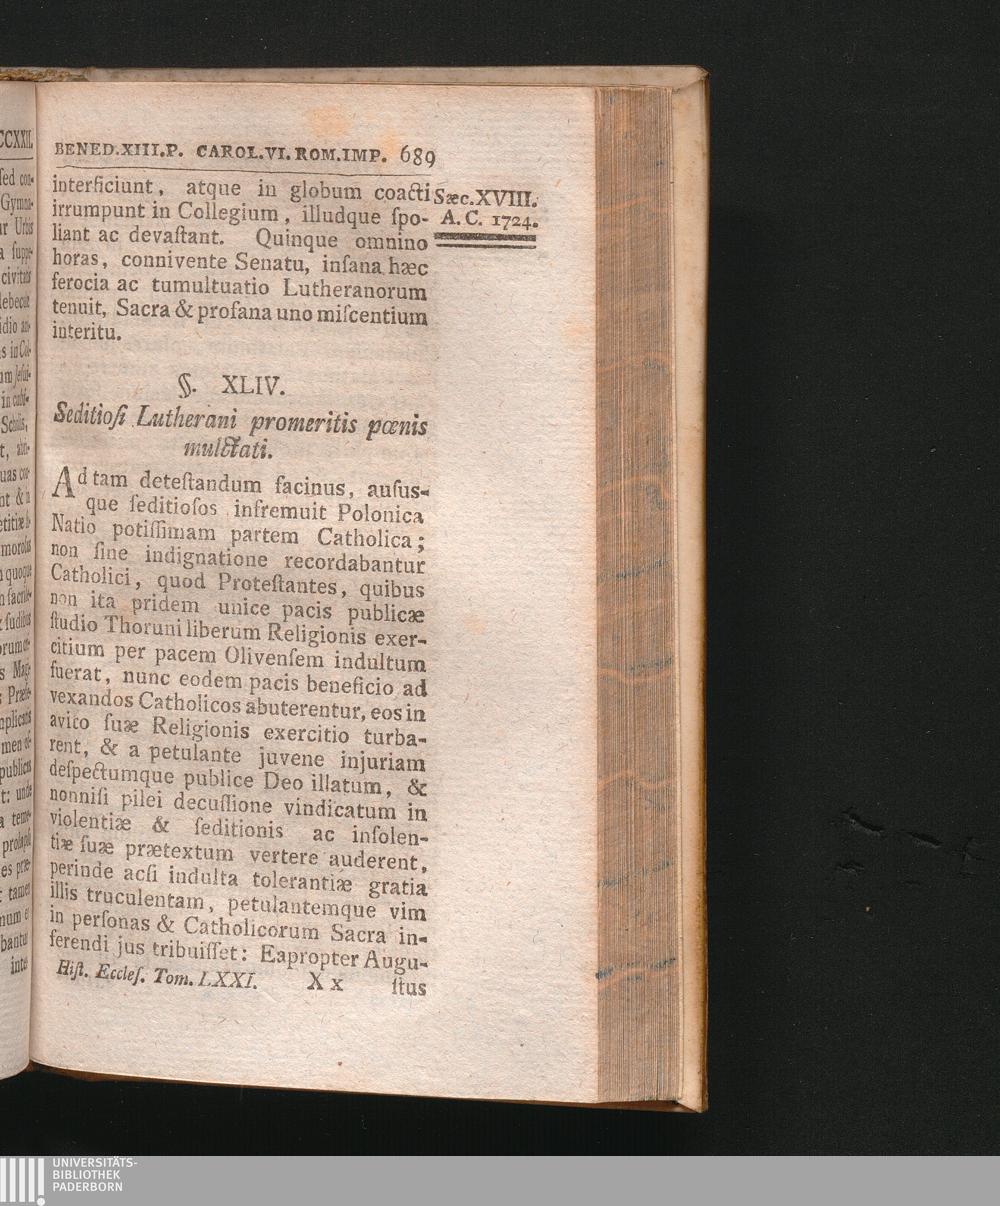 BENED.XIII.P. CAROL.VI.ROM.IMP. 689
interficiunt, atque in globum coacti
irrumpunt in Collegium, illudque ſpo-
liant ac devaſtant. Quinque omnino
horas, connivente Senatu, inſana hæc
ferocia ac tumultuatio Lutheranorum
tenuit, Sacra & profana uno miſcentium
interitu.
Sæc.XVIII.
A. C. 1724.
§. XLIV.
Seditioſi Lutherani promeritis pœnis
mulctati.
Ad tam deteſtandum facinus, auſus-
que ſeditioſos infremuit Polonica
Natio potiſſimam partem Catholica;
non ſine indignatione recordabantur
Catholici, quod Proteſtantes, quibus
non ita pridem unice pacis publicæ
ſtudio Thoruni liberum Religionis exer-
citium per pacem Olivenſem indultum
fuerat, nunc eodem pacis beneficio ad
vexandos Catholicos abuterentur, eos in
avito ſuæ Religionis exercitio turba-
rent, & a petulante juvene injuriam
deſpectumque publice Deo illatum, &
nonniſi pilei decuſſione vindicatum in
violentiæ & ſeditionis ac inſolen-
tiæ ſuæ prætextum vertere auderent,
perinde acſi indulta tolerantiæ gratia
illis truculentam, petulantemque vim
in perſonas & Catholicorum Sacra in-
ferendi jus tribuiſſet: Eapropter Augu-
Hiſt. Eccleſ. Tom. LXXI. X x ſtus
UNIVERSITÄTS-
BIBLIOTHEK
PADERBORN